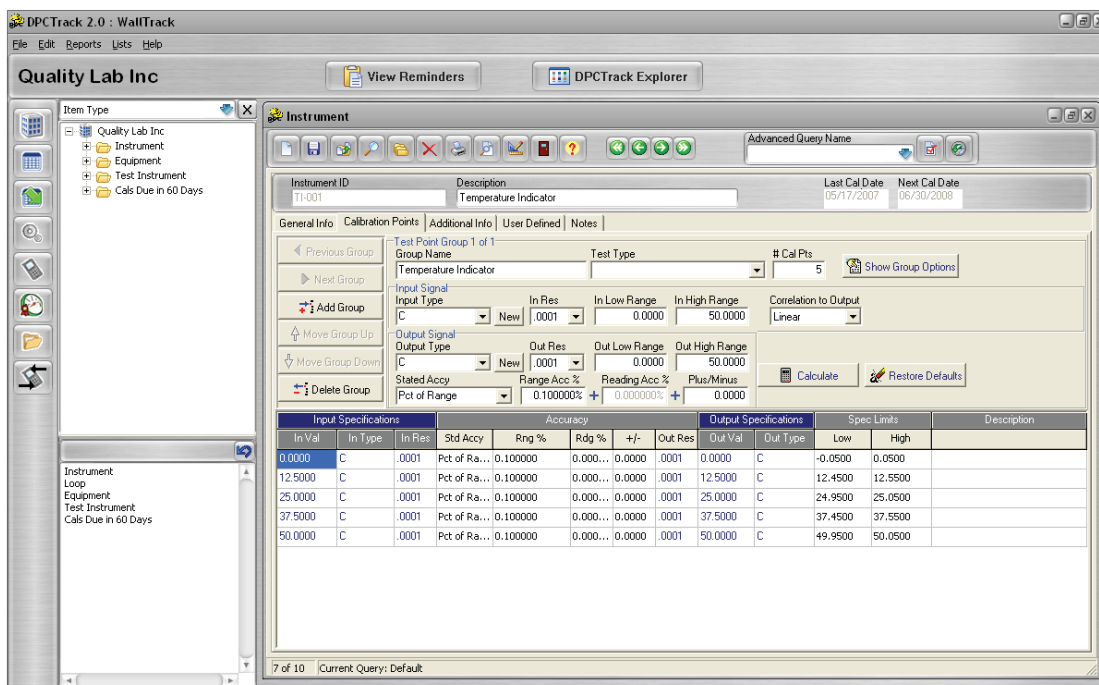 DPCTrack 2.0 : WallTrack
File Edit Reports Lists Help
Quality Lab Inc
View Reminders
DPCTrack Explorer
Item Type
Quality Lab Inc
Instrument
Equipment
Test Instrument
Cals Due in 60 Days
Instrument
Loop
Equipment
Test Instrument
Cals Due in 60 Days
Instrument
Advanced Query Name
Instrument ID Description Last Cal Date Next Cal Date
TI-001 Temperature Indicator 05/17/2007 06/30/2008
General Info Calibration Points Additional Info User Defined Notes
Previous Group
Next Group
Add Group
Move Group Up
Move Group Down
Delete Group
Test Point Group 1 of 1
Group Name Test Type # Cal Pts
Temperature Indicator 5 Show Group Options
Input Signal
Input Type In Res In Low Range In High Range Correlation to Output
C New .0001 0.0000 50.0000 Linear
Output Signal
Output Type Out Res Out Low Range Out High Range
C New .0001 0.0000 50.0000
Stated Accy Range Acc % Reading Acc % Plus/Minus
Pct of Range 0.100000% + 0.000000% + 0.0000
Calculate Restore Defaults
Input Specifications Accuracy Output Specifications Spec Limits Description
In Val In Type In Res Std Accy Rng % Rdg % +/- Out Res Out Val Out Type Low High
0.0000 C .0001 Pct of Ra... 0.100000 0.000... 0.0000 .0001 0.0000 C -0.0500 0.0500
12.5000 C .0001 Pct of Ra... 0.100000 0.000... 0.0000 .0001 12.5000 C 12.4500 12.5500
25.0000 C .0001 Pct of Ra... 0.100000 0.000... 0.0000 .0001 25.0000 C 24.9500 25.0500
37.5000 C .0001 Pct of Ra... 0.100000 0.000... 0.0000 .0001 37.5000 C 37.4500 37.5500
50.0000 C .0001 Pct of Ra... 0.100000 0.000... 0.0000 .0001 50.0000 C 49.9500 50.0500
7 of 10 Current Query: Default